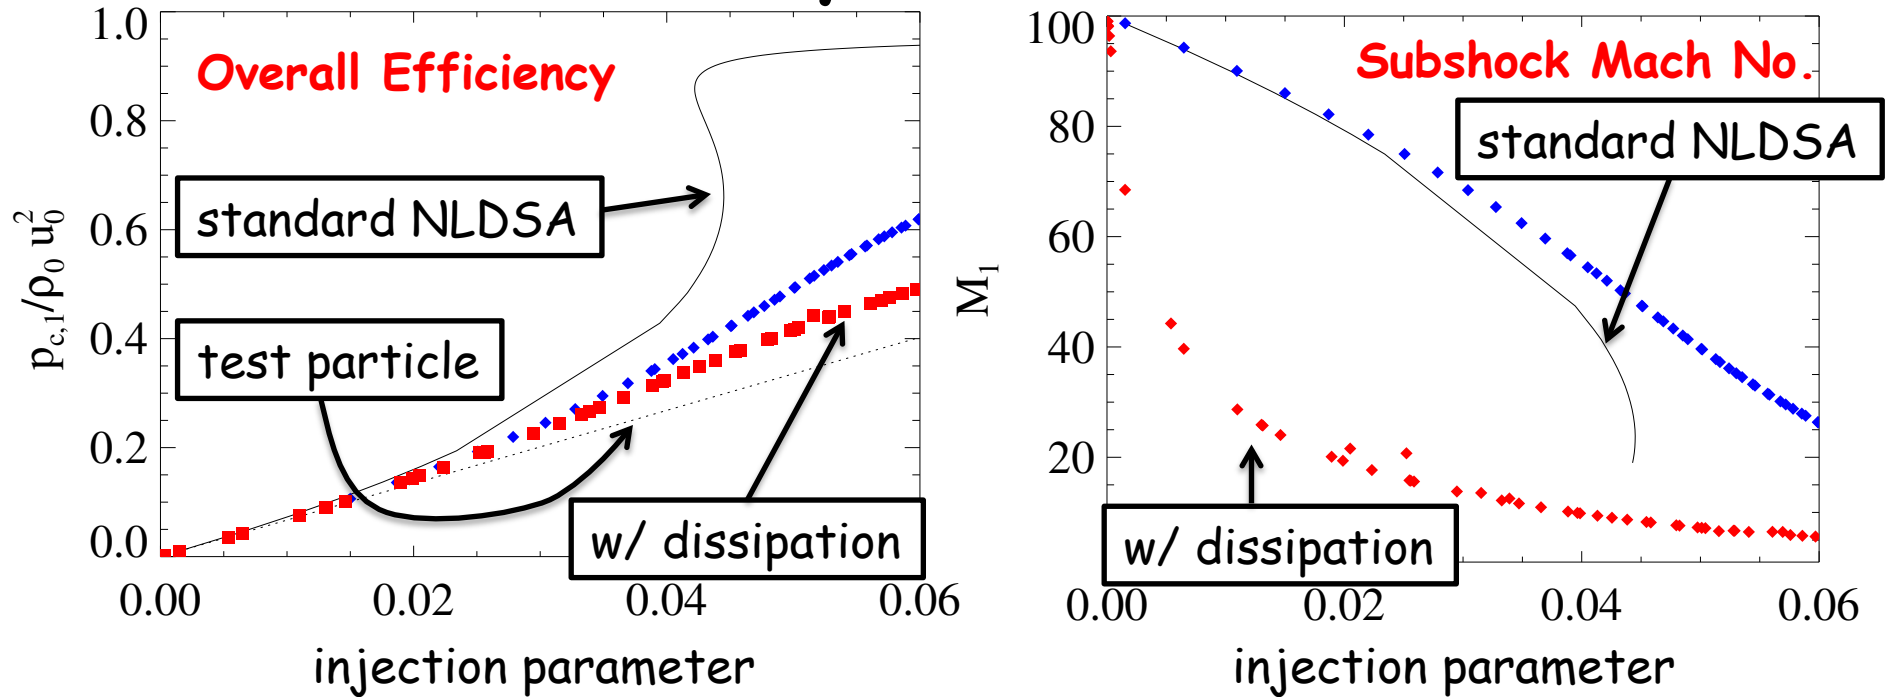 Overall Efficiency
standard NLDSA
test particle
w/ dissipation
p_{c,1}/ρ_0 u_0^2
1.0
0.8
0.6
0.4
0.2
0.0
0.00 0.02 0.04 0.06
injection parameter
Subshock Mach No.
standard NLDSA
w/ dissipation
M_1
100
80
60
40
20
0.00 0.02 0.04 0.06
injection parameter